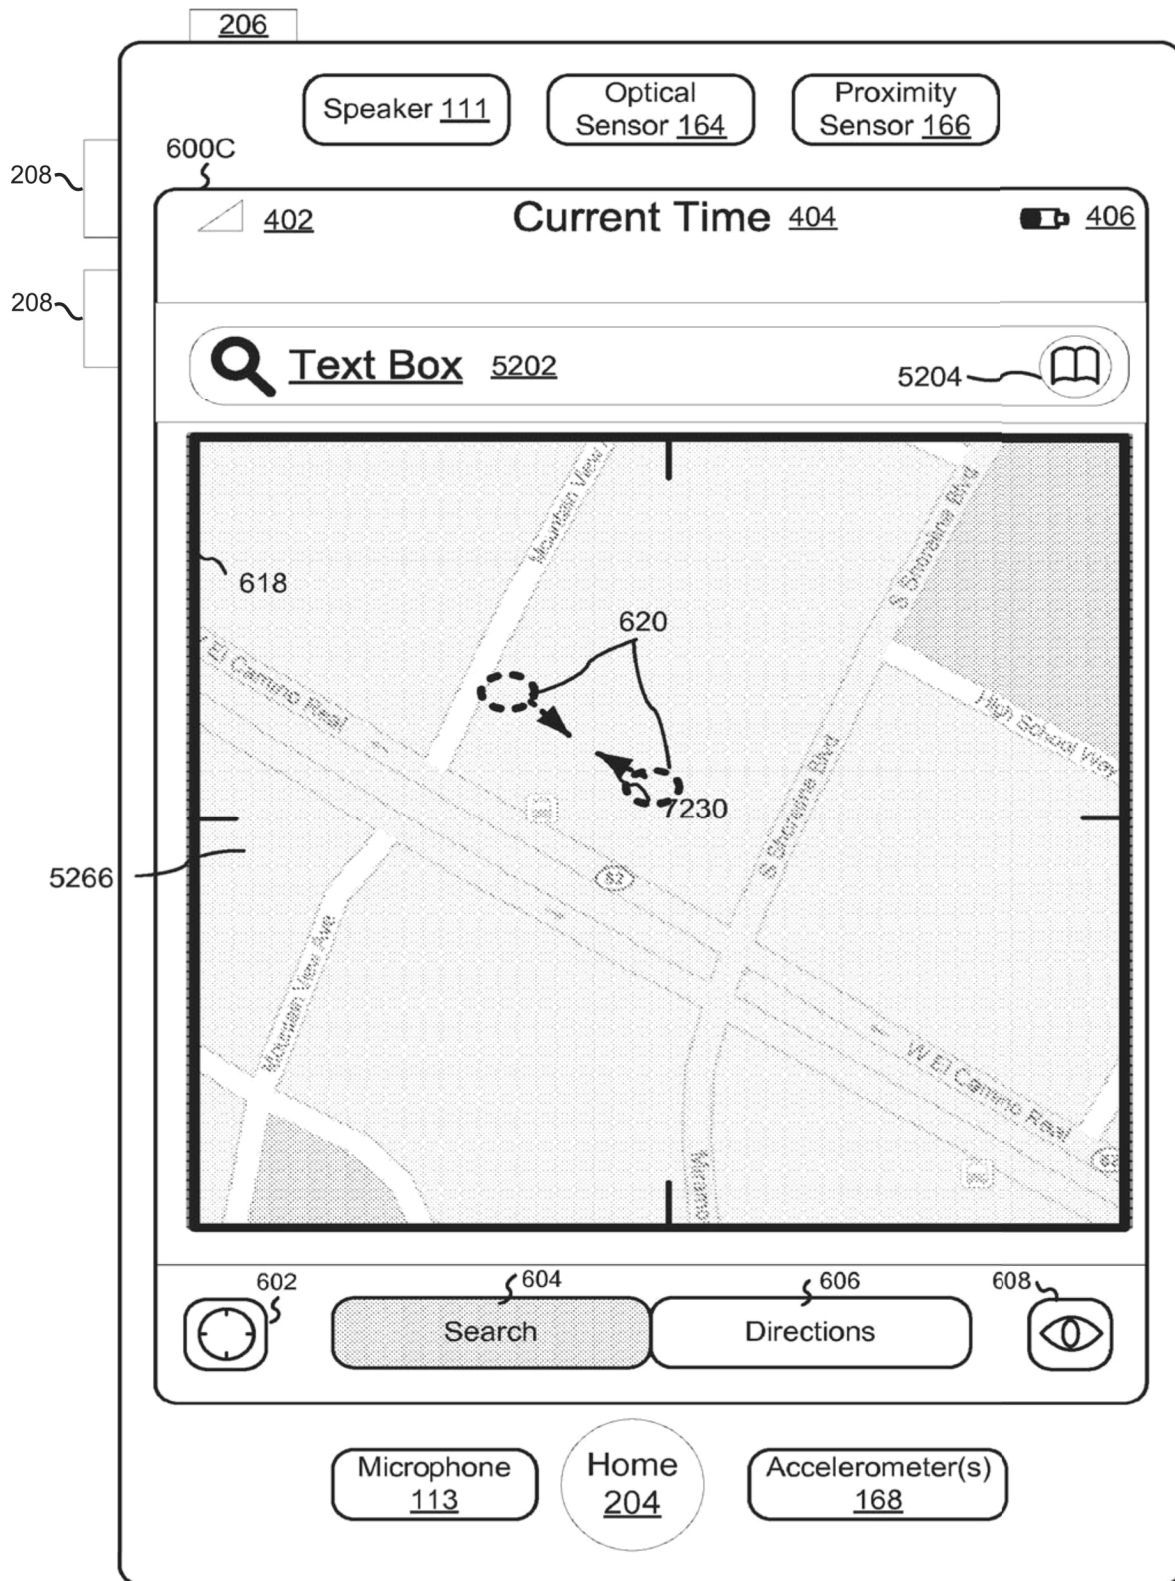 206
Speaker 111
Optical
Sensor 164
Proximity
Sensor 166
600C
208
402
Current Time 404
406
208
Text Box 5202
5204
Mountain View
S Shoreline Blvd
618
620
El Camino Real
High School Way
7230
S Shoreline Blvd
82
5266
Mountain View Ave
W El Camino Real
Miramo
602
604
606
608
Search
Directions
Microphone
113
Home
204
Accelerometer(s)
168